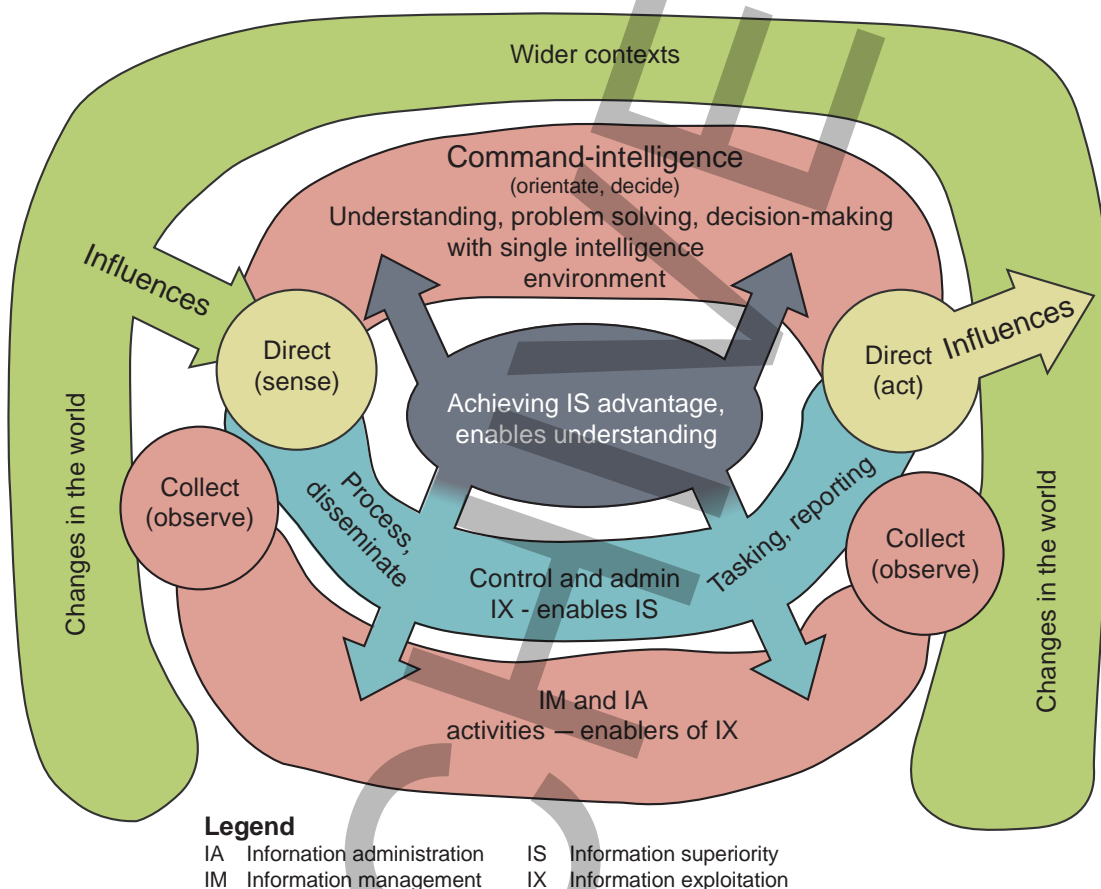 Wider contexts
Command-intelligence
(orientate, decide)
Understanding, problem solving, decision-making
with single intelligence
environment
Influences
Direct
(sense)
Direct
(act)
Influences
Achieving IS advantage,
enables understanding
Changes in the world
Collect
(observe)
Process,
disseminate
Tasking, reporting
Collect
(observe)
Changes in the world
Control and admin
IX - enables IS
IM and IA
activities — enablers of IX
Legend
IA Infornation administration
IS Information superiority
IM Information management
IX Information exploitation